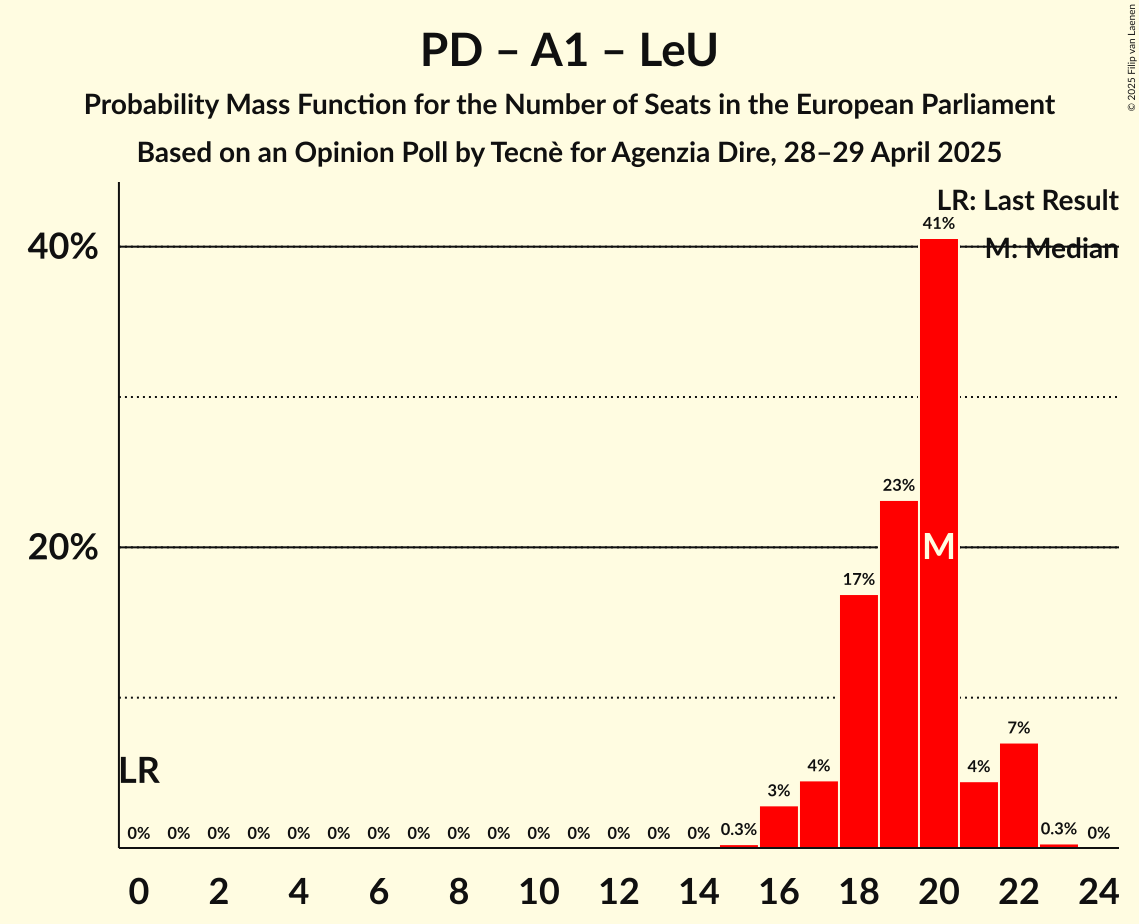 PD – A1 – LeU
Probability Mass Function for the Number of Seats in the European Parliament
Based on an Opinion Poll by Tecnè for Agenzia Dire, 28–29 April 2025
© 2025 Filip van Laenen
LR: Last Result
M: Median
41%
40%
23%
20%
M
17%
7%
LR
4%
4%
3%
0% 0% 0% 0% 0% 0% 0% 0% 0% 0% 0% 0% 0% 0% 0% 0.3% 0.3% 0%
0 2 4 6 8 10 12 14 16 18 20 22 24